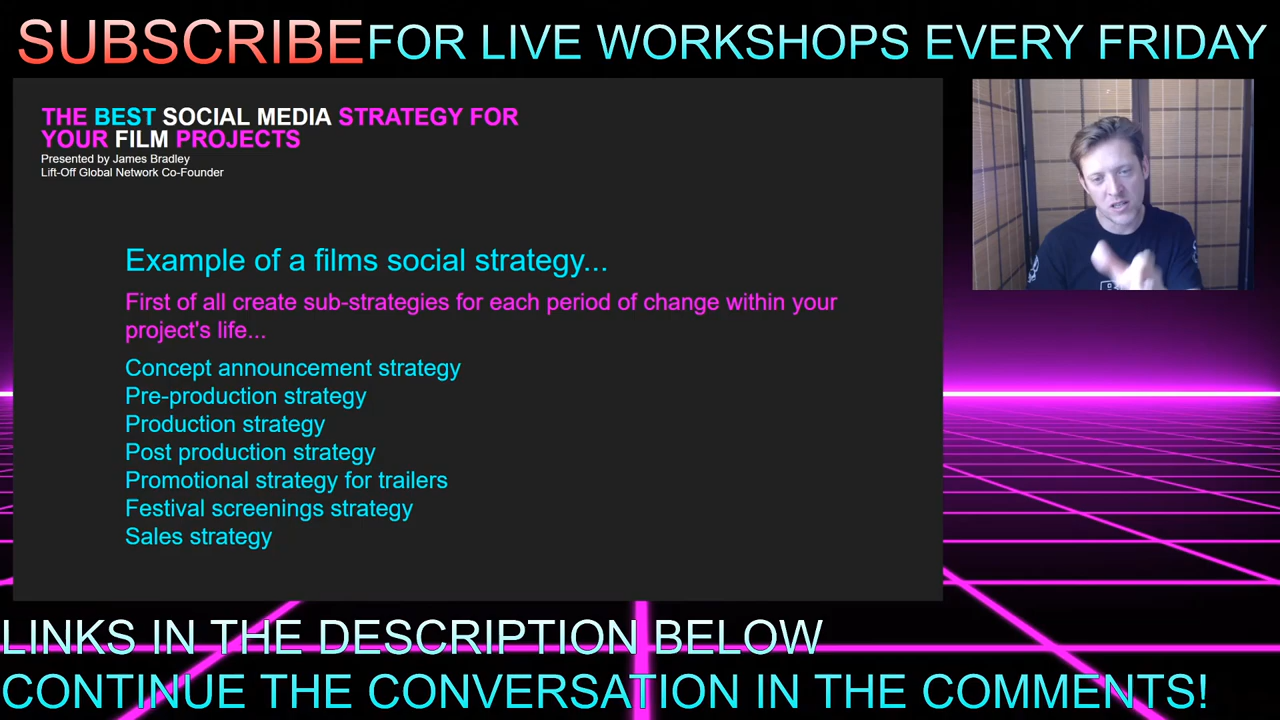 SUBSCRIBE FOR LIVE WORKSHOPS EVERY FRIDAY
THE BEST SOCIAL MEDIA STRATEGY FOR
YOUR FILM PROJECTS
Presented by James Bradley
Lift-Off Global Network Co-Founder
Example of a films social strategy...
First of all create sub-strategies for each period of change within your
project's life...
Concept announcement strategy
Pre-production strategy
Production strategy
Post production strategy
Promotional strategy for trailers
Festival screenings strategy
Sales strategy
LINKS IN THE DESCRIPTION BELOW
CONTINUE THE CONVERSATION IN THE COMMENTS!